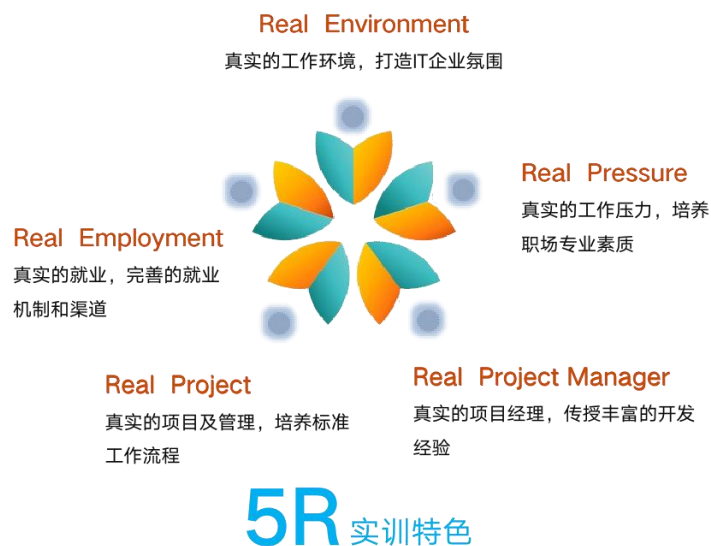 Real Environment
真实的工作环境，打造IT企业氛围
Real Pressure
真实的工作压力，培养
职场专业素质
Real Employment
真实的就业，完善的就业
机制和渠道
Real Project
真实的项目及管理，培养标准
工作流程
Real Project Manager
真实的项目经理，传授丰富的开发
经验
5R 实训特色